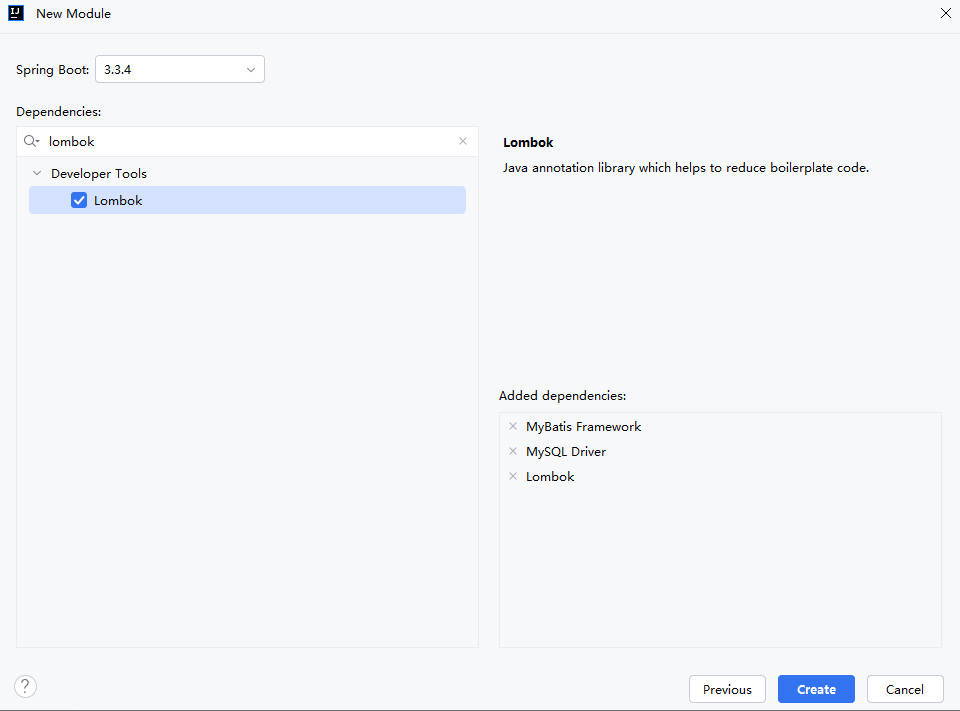 New Module
Spring Boot: 3.3.4
Dependencies:
lombok
Developer Tools
Lombok
Lombok
Java annotation library which helps to reduce boilerplate code.
Added dependencies:
MyBatis Framework
MySQL Driver
Lombok
? Previous Create Cancel